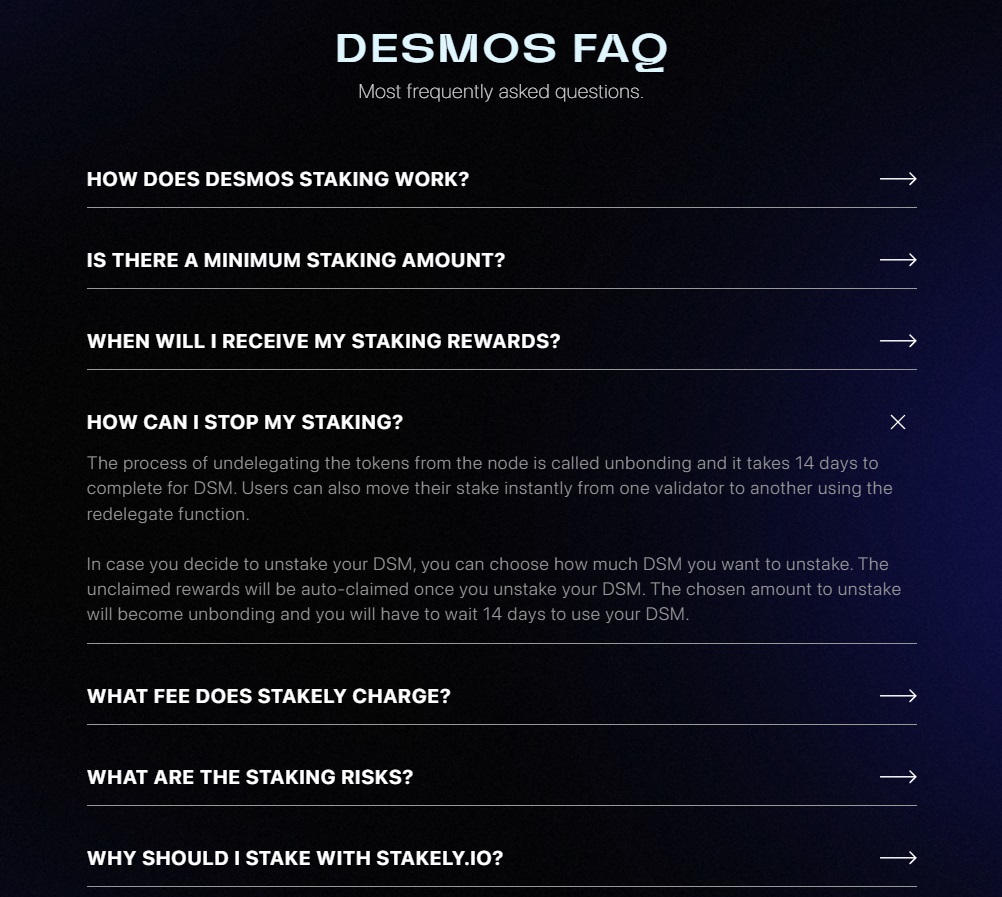 DESMOS FAQ
Most frequently asked questions.
HOW DOES DESMOS STAKING WORK?
IS THERE A MINIMUM STAKING AMOUNT?
WHEN WILL I RECEIVE MY STAKING REWARDS?
HOW CAN I STOP MY STAKING?
The process of undelegating the tokens from the node is called unbonding and it takes 14 days to
complete for DSM. Users can also move their stake instantly from one validator to another using the
redelegate function.
In case you decide to unstake your DSM, you can choose how much DSM you want to unstake. The
unclaimed rewards will be auto-claimed once you unstake your DSM. The chosen amount to unstake
will become unbonding and you will have to wait 14 days to use your DSM.
WHAT FEE DOES STAKELY CHARGE?
WHAT ARE THE STAKING RISKS?
WHY SHOULD I STAKE WITH STAKELY.IO?